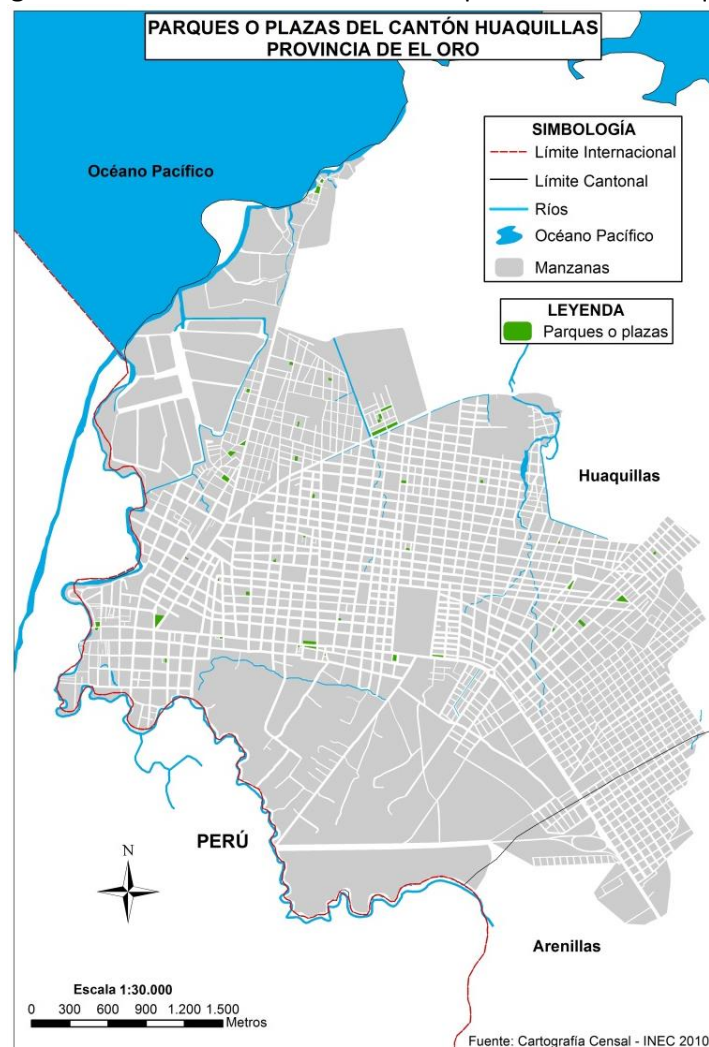 PARQUES O PLAZAS DEL CANTÓN HUAQUILLAS
PROVINCIA DE EL ORO
SIMBOLOGÍA
Límite Internacional
Límite Cantonal
Ríos
Océano Pacífico
Manzanas
LEYENDA
Parques o plazas
Océano Pacífico
Huaquillas
PERÚ
N
Arenillas
Escala 1:30.000
0 300 600 900 1.200 1.500
Metros
Fuente: Cartografía Censal - INEC 2010